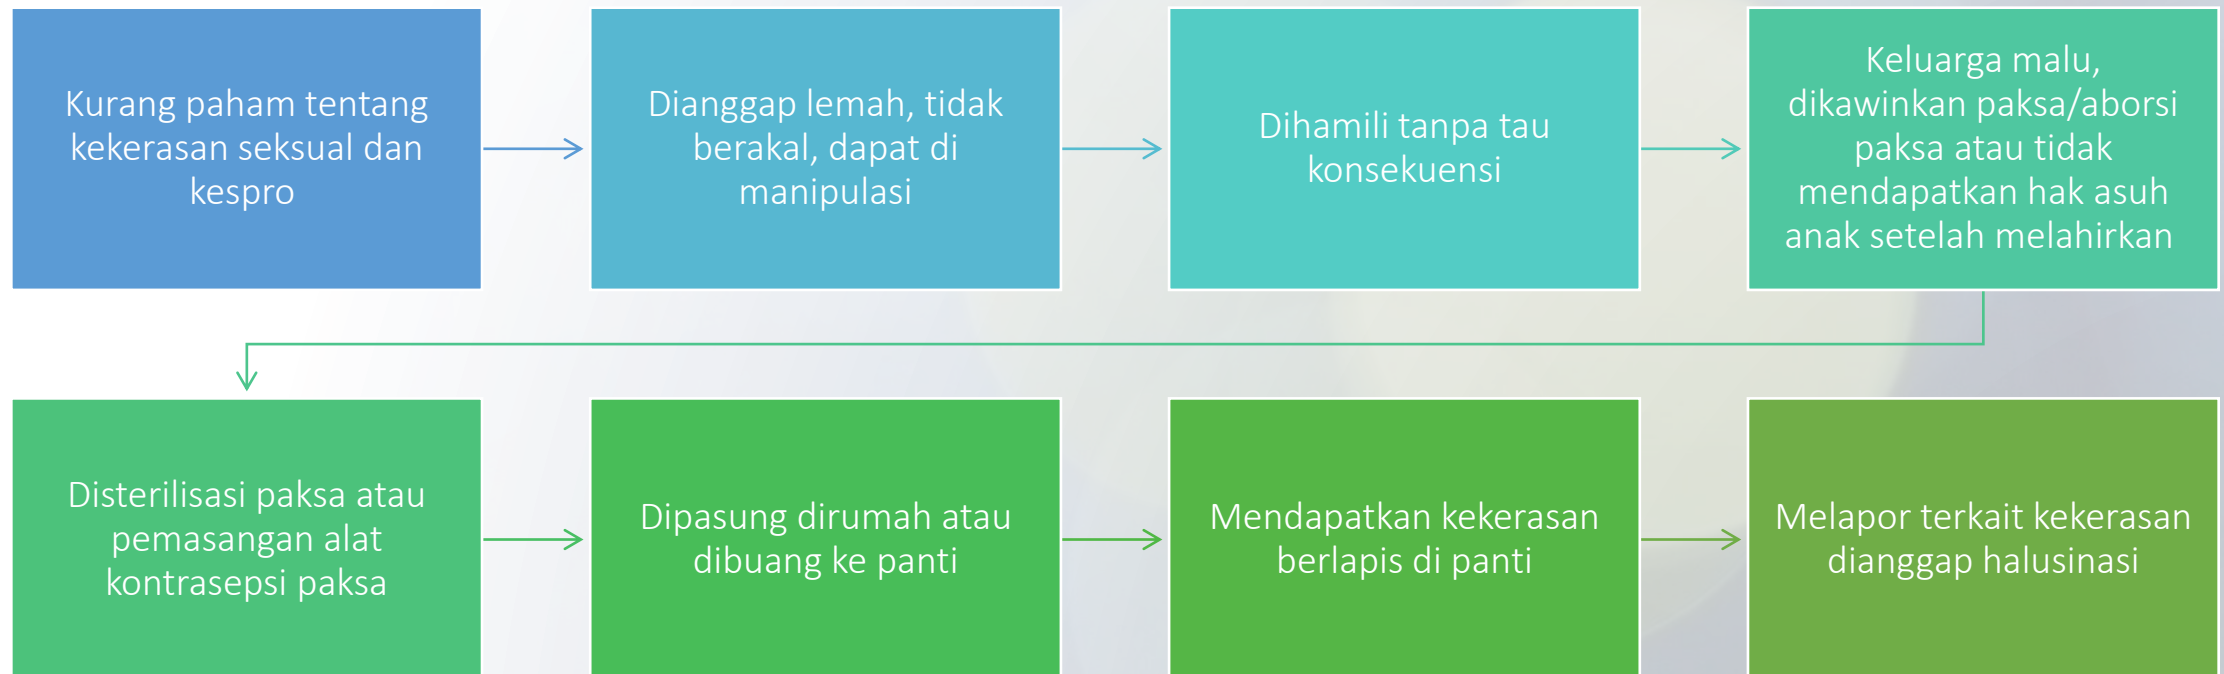 Kurang paham tentang
kekerasan seksual dan
kespro
Dianggap lemah, tidak
berakal, dapat di
manipulasi
Dihamili tanpa tau
konsekuensi
Keluarga malu,
dikawinkan paksa/aborsi
paksa atau tidak
mendapatkan hak asuh
anak setelah melahirkan
Disterilisasi paksa atau
pemasangan alat
kontrasepsi paksa
Dipasung dirumah atau
dibuang ke panti
Mendapatkan kekerasan
berlapis di panti
Melapor terkait kekerasan
dianggap halusinasi